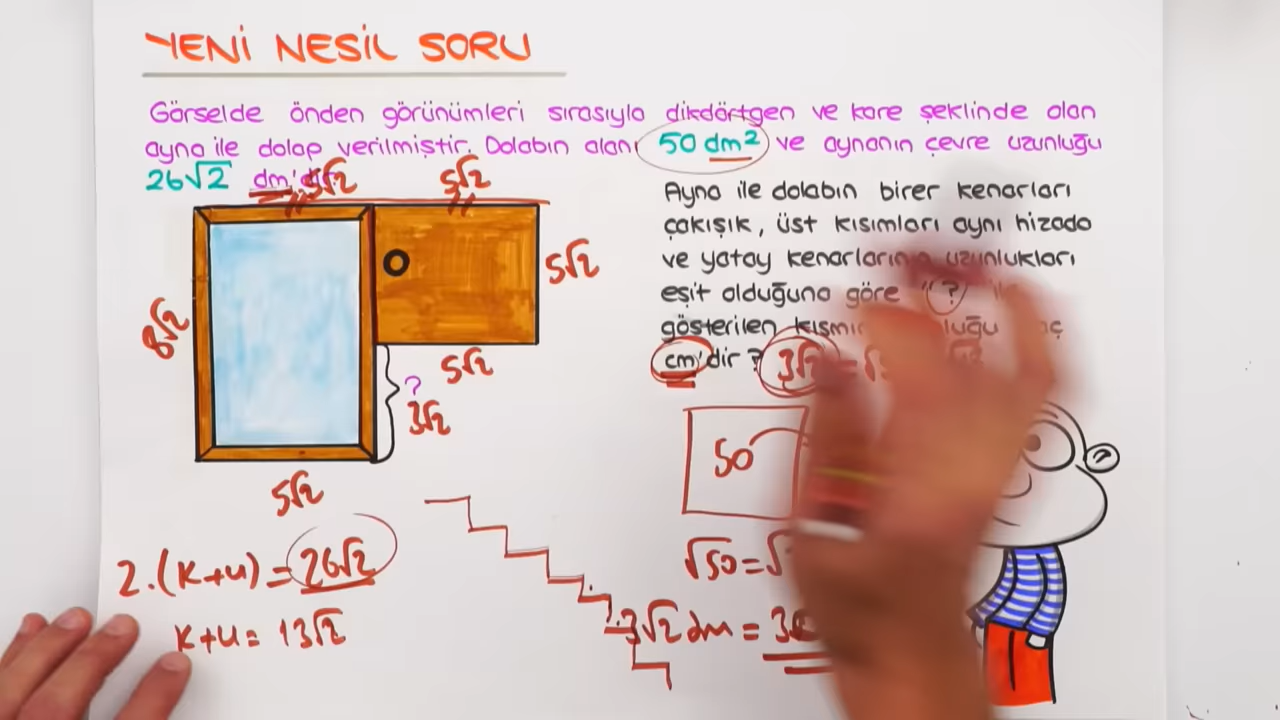 YENİ NESİL SORU
Görselde önden görünümleri sırasıyla dikdörtgen ve kare şeklinde olan
ayna ile dolap verilmiştir. Dolabın alanı 50 dm² ve aynanın çevre uzunluğu
26√2 dm'dir.
5√2 5√2
Ayna ile dolabın birer kenarları
çakışık, üst kısımları aynı hizada
ve yatay kenarlarının uzunlukları
eşit olduğuna göre "?"
gösterilen
cm'dir ? 3√2 =
5√2
8√2
5√2
?
3√2
5√2
50
2.(K+U)=26√2
K+U=13√2
√50=
3√2 dm =